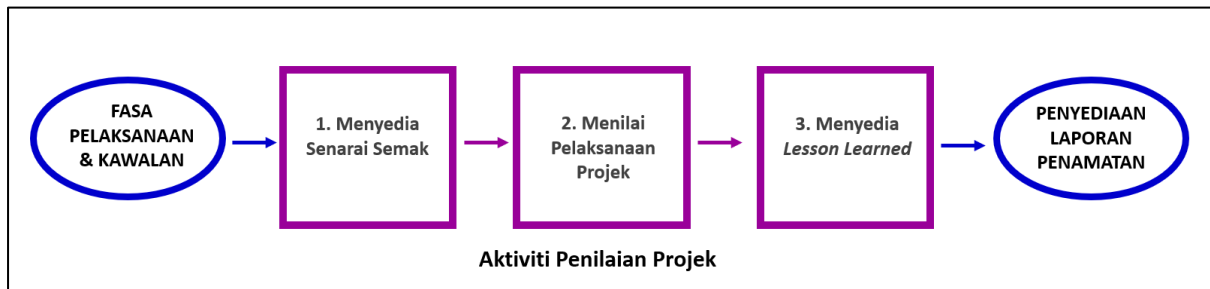 FASA
PELAKSANAAN
& KAWALAN
1. Menyedia
Senarai Semak
2. Menilai
Pelaksanaan
Projek
3. Menyedia
Lesson Learned
PENYEDIAAN
LAPORAN
PENAMATAN
Aktiviti Penilaian Projek